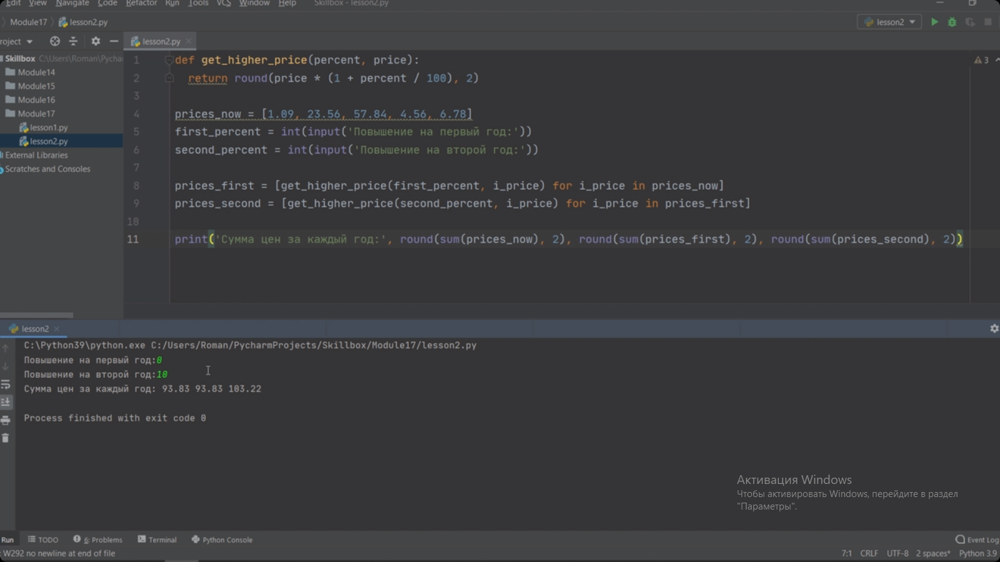 Edit View Navigate Code Refactor Run Tools VCS Window Help Skillbox - lesson2.py
Module17 lesson2.py lesson2
roject lesson2.py
Skillbox C:\Users\Roman\Pycha
Module14
Module15
Module16
Module17
lesson1.py
lesson2.py
External Libraries
Scratches and Consoles
3
1 def get_higher_price(percent, price):
2 return round(price * (1 + percent / 100), 2)
3
4 prices_now = [1.09, 23.56, 57.84, 4.56, 6.78]
5 first_percent = int(input('Повышение на первый год:'))
6 second_percent = int(input('Повышение на второй год:'))
7
8 prices_first = [get_higher_price(first_percent, i_price) for i_price in prices_now]
9 prices_second = [get_higher_price(second_percent, i_price) for i_price in prices_first]
10
11 print('Сумма цен за каждый год:', round(sum(prices_now), 2), round(sum(prices_first), 2), round(sum(prices_second), 2))
lesson2
C:\Python39\python.exe C:/Users/Roman/PycharmProjects/Skillbox/Module17/lesson2.py
Повышение на первый год:0
Повышение на второй год:10
Сумма цен за каждый год: 93.83 93.83 103.22
Process finished with exit code 0
Активация Windows
Чтобы активировать Windows, перейдите в раздел
"Параметры".
Run TODO 6: Problems Terminal Python Console Event Log
: W292 no newline at end of file 7:1 CRLF UTF-8 2 spaces* Python 3.9